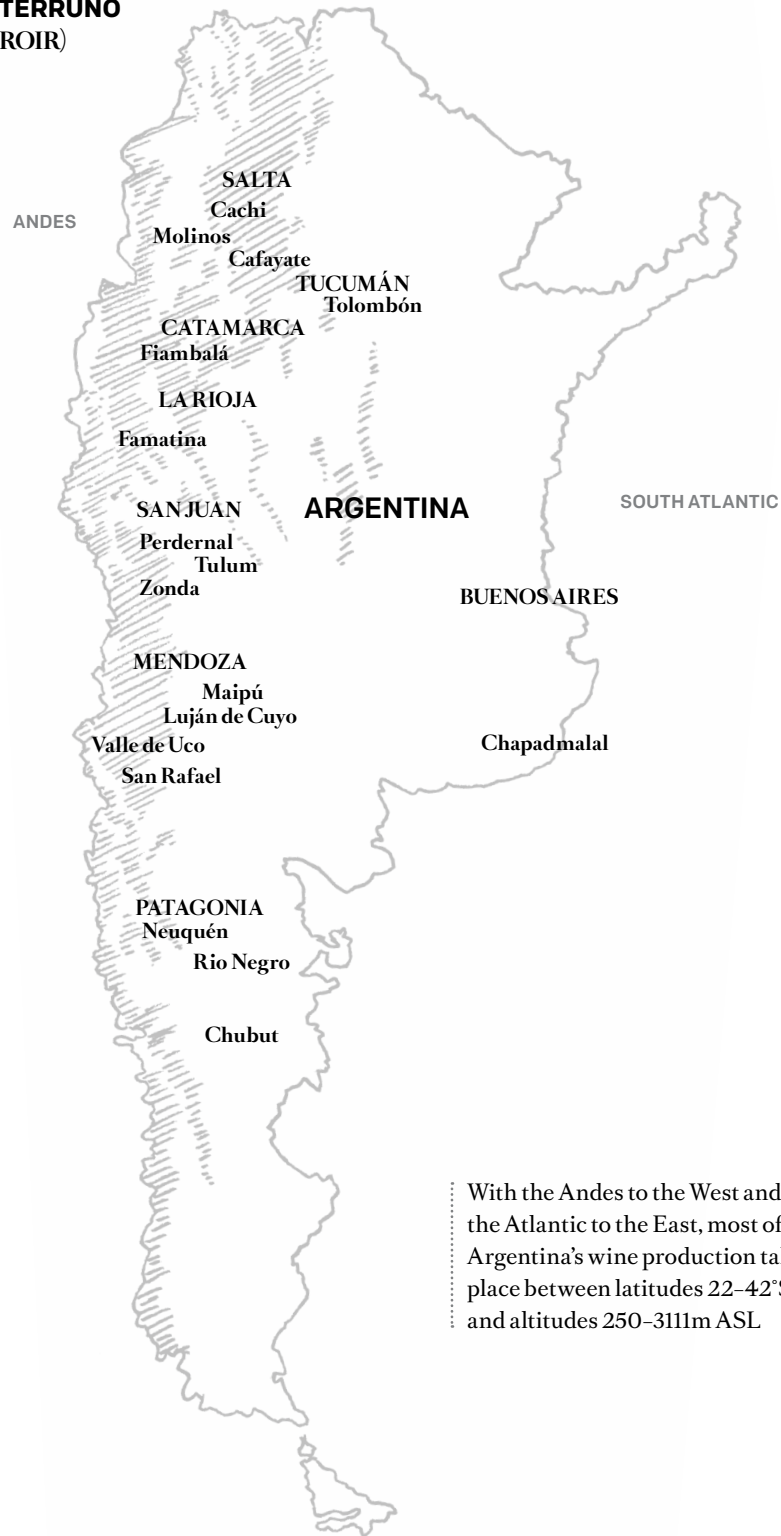 TERRUÑO
ROIR)
SALTA
Cachi
ANDES
Molinos
Cafayate
TUCUMÁN
Tolombón
CATAMARCA
Fiambalá
LA RIOJA
Famatina
SAN JUAN
ARGENTINA
SOUTH ATLANTIC
Perdernal
Tulum
Zonda
BUENOS AIRES
MENDOZA
Maipú
Luján de Cuyo
Valle de Uco
Chapadmalal
San Rafael
PATAGONIA
Neuquén
Rio Negro
Chubut
With the Andes to the West and
the Atlantic to the East, most of
Argentina's wine production ta
place between latitudes 22–42°S
and altitudes 250–3111m ASL